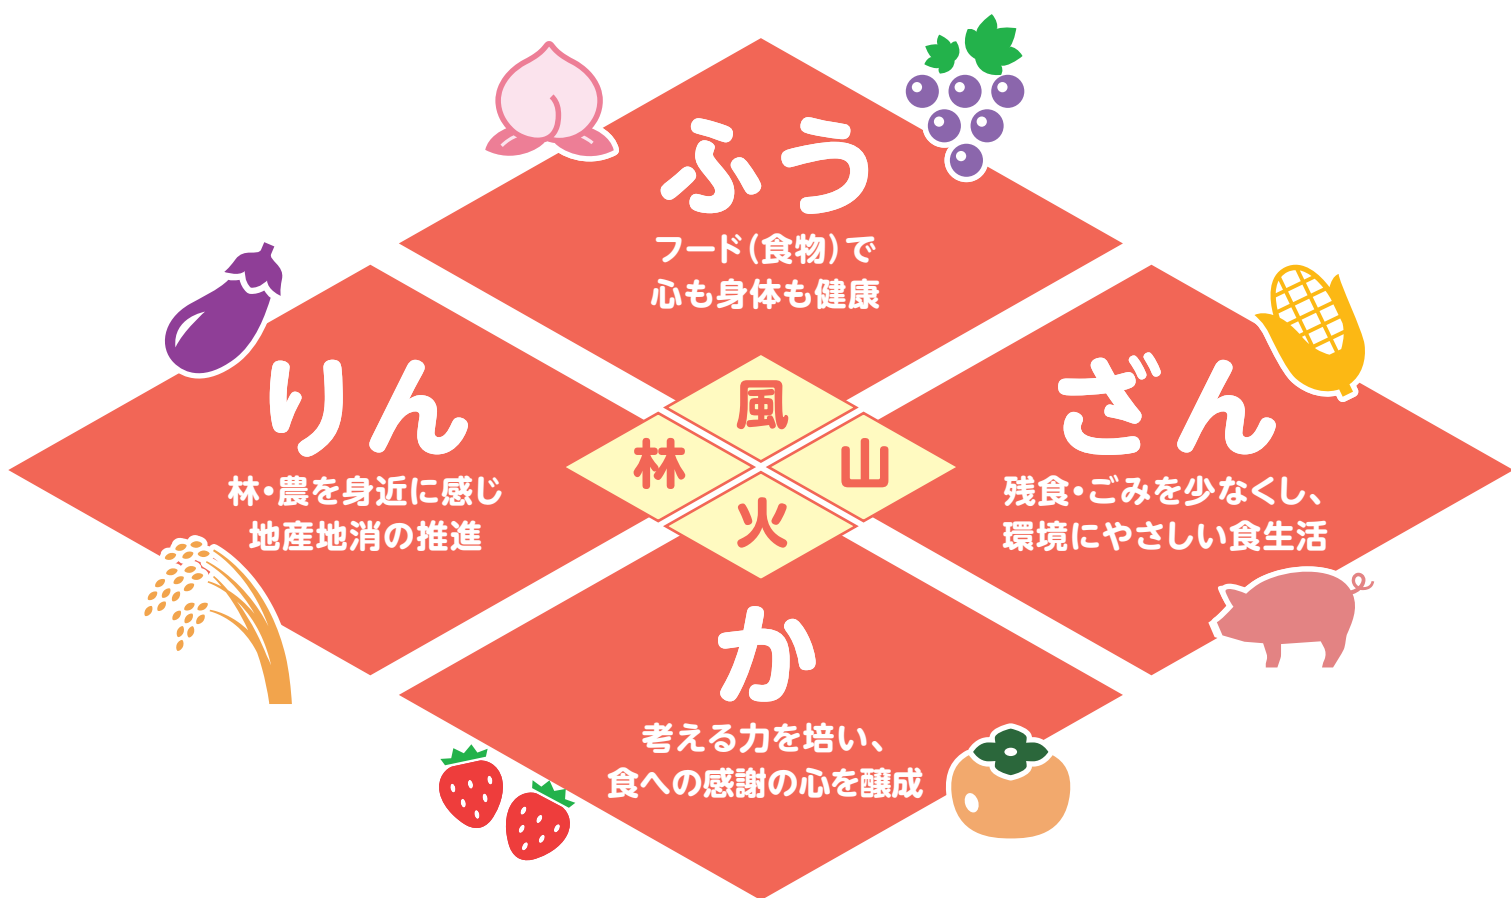 ふう
フード（食物）で
心も身体も健康
りん
林・農を身近に感じ
地産地消の推進
風
林
山
火
ざん
残食・ごみを少なくし、
環境にやさしい食生活
か
考える力を培い、
食への感謝の心を醸成